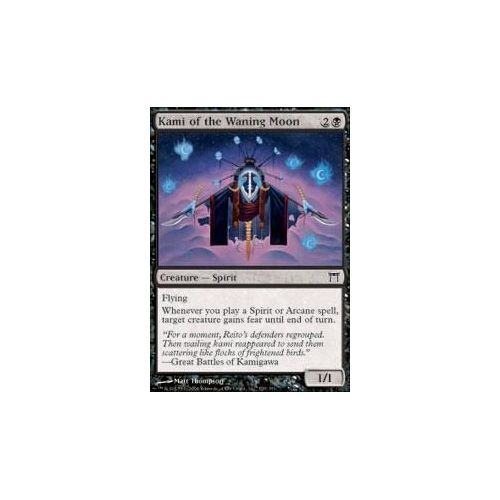 Kami of the Waning Moon 2
Creature — Spirit
Flying
Whenever you play a Spirit or Arcane spell,
target creature gains fear until end of turn.
"For a moment, Reito's defenders regrouped.
Then wailing kami reappeared to send them
scattering like flocks of frightened birds."
—Great Battles of Kamigawa
1/1
Matt Thompson